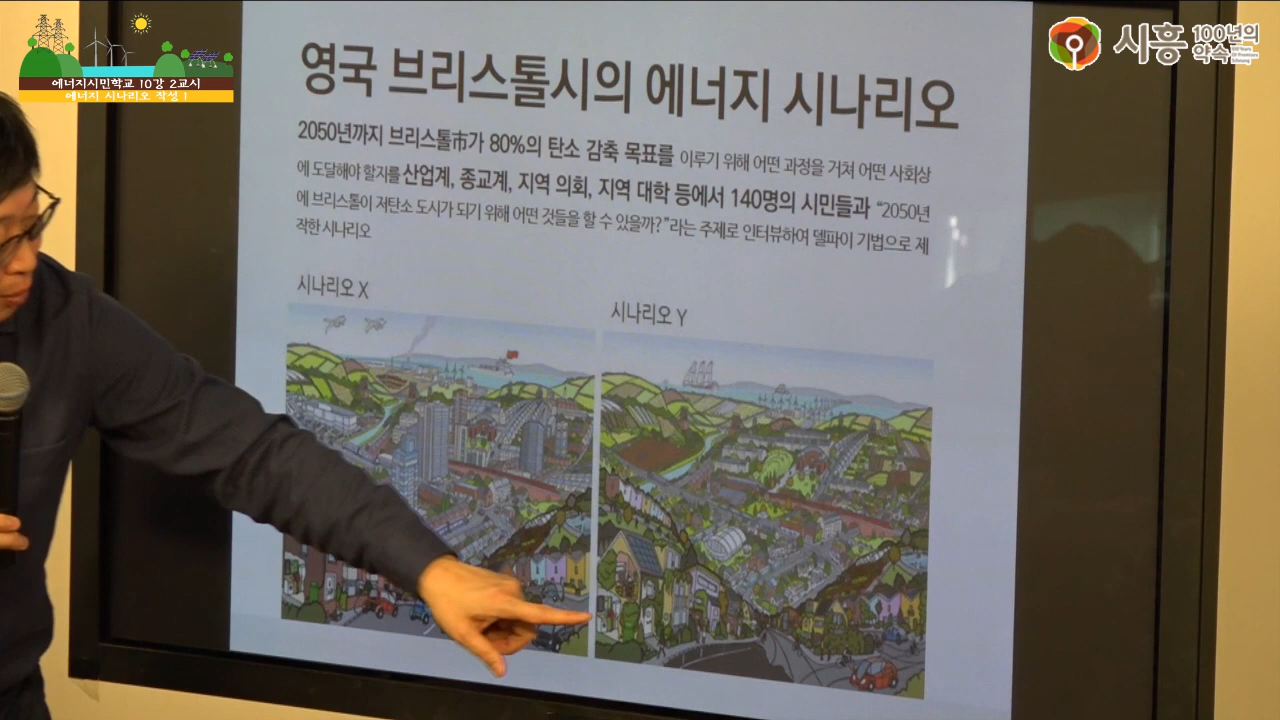 에너지시민학교 10강 2교시
에너지 시나리오 작성 1
시흥 100년의 약속
영국 브리스톨시의 에너지 시나리오
2050년까지 브리스톨市가 80%의 탄소 감축 목표를 이루기 위해 어떤 과정을 거쳐 어떤 사회상
에 도달해야 할지를 산업계, 종교계, 지역 의회, 지역 대학 등에서 140명의 시민들과 “2050년
에 브리스톨이 저탄소 도시가 되기 위해 어떤 것들을 할 수 있을까?”라는 주제로 인터뷰하여 델파이 기법으로 제
작한 시나리오
시나리오 X
시나리오 Y